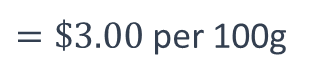 = $3.00 per 100g